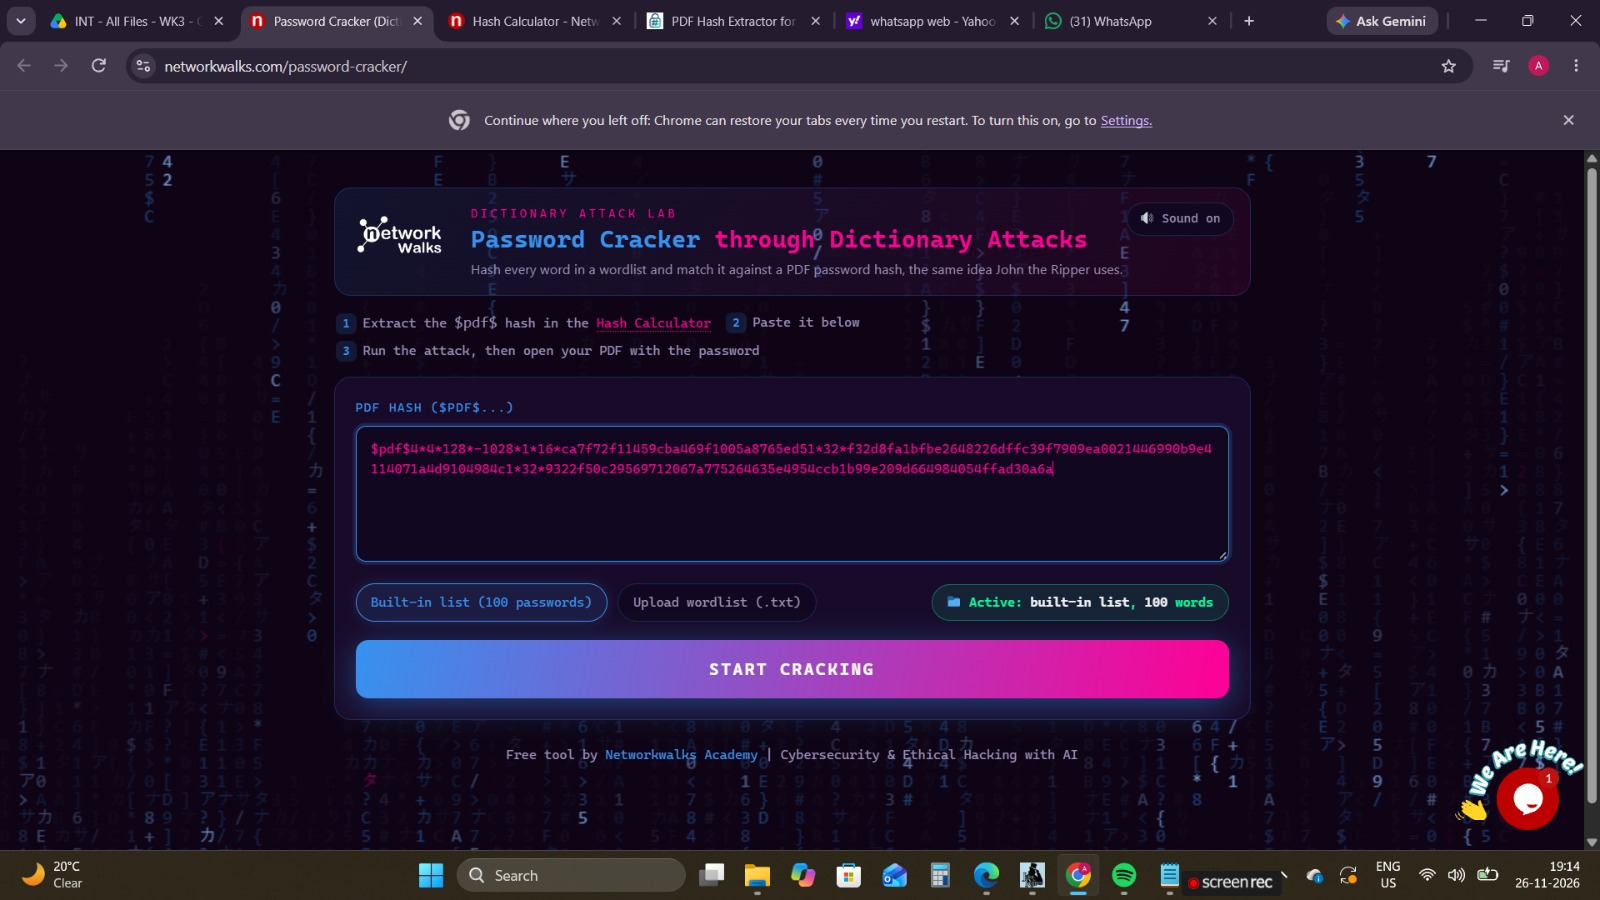 INT - All Files - WK3 -
Password Cracker (Dict
Hash Calculator - Netw
PDF Hash Extractor for
whatsapp web - Yahoo
(31) WhatsApp
Ask Gemini
networkwalks.com/password-cracker/
A
Continue where you left off: Chrome can restore your tabs every time you restart. To turn this on, go to Settings.
network
Walks
DICTIONARY ATTACK LAB
Password Cracker through Dictionary Attacks
Hash every word in a wordlist and match it against a PDF password hash, the same idea John the Ripper uses.
Sound on
1 Extract the $pdf$ hash in the Hash Calculator 2 Paste it below
3 Run the attack, then open your PDF with the password
PDF HASH ($PDF$...)
$pdf$4*4*128*-1028*1*16*ca7f72f11459cba469f1005a8765ed51*32*f32d8fa1bfbe2648226dffc39f7909ea0021446990b9e4
114071a4d9104984c1*32*9322f50c29569712067a775264635e4954ccb1b99e209d664984054ffad30a6a
Built-in list (100 passwords)
Upload wordlist (.txt)
Active: built-in list, 100 words
START CRACKING
Free tool by Networkwalks Academy | Cybersecurity & Ethical Hacking with AI
We Are Here!
1
20°C
Clear
Search
screenrec
ENG
US
19:14
26-11-2026